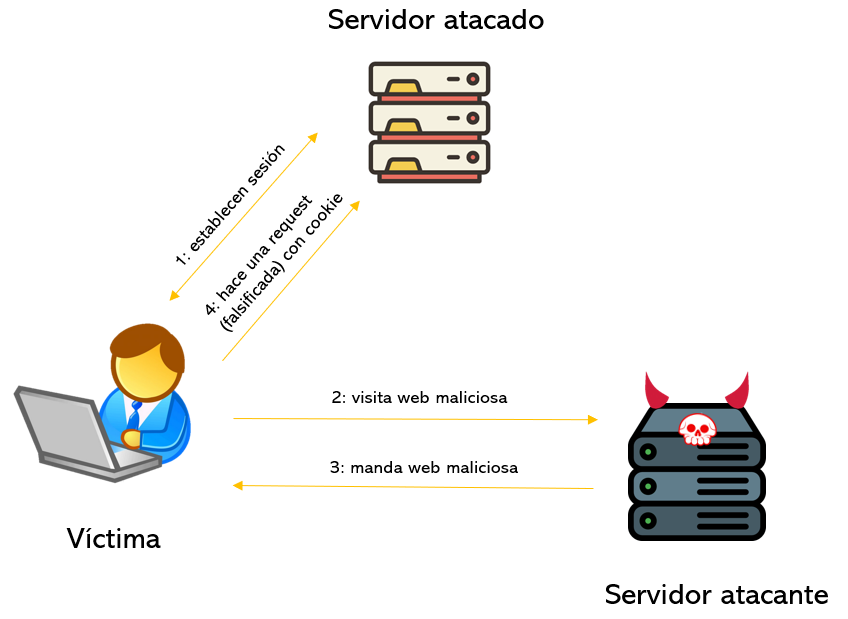 Servidor atacado
1: establecen sesión
4: hace una request
(falsificada) con cookie
2: visita web maliciosa
3: manda web maliciosa
Víctima
Servidor atacante